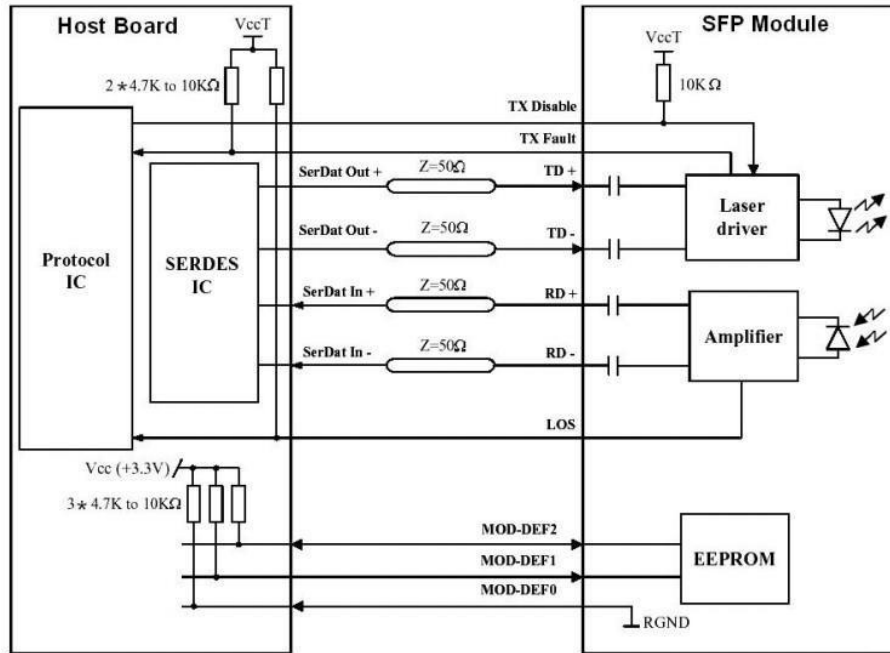 Host Board
SFP Module
VccT
VccT
2*4.7K to 10KΩ
10KΩ
TX Disable
TX Fault
SerDat Out +
Z=50Ω
TD +
SerDat Out -
Z=50Ω
TD -
Laser
driver
Protocol
IC
SERDES
IC
SerDat In +
Z=50Ω
RD +
SerDat In -
Z=50Ω
RD -
Amplifier
LOS
Vcc (+3.3V)
3*4.7K to 10KΩ
MOD-DEF2
MOD-DEF1
MOD-DEF0
EEPROM
RGND